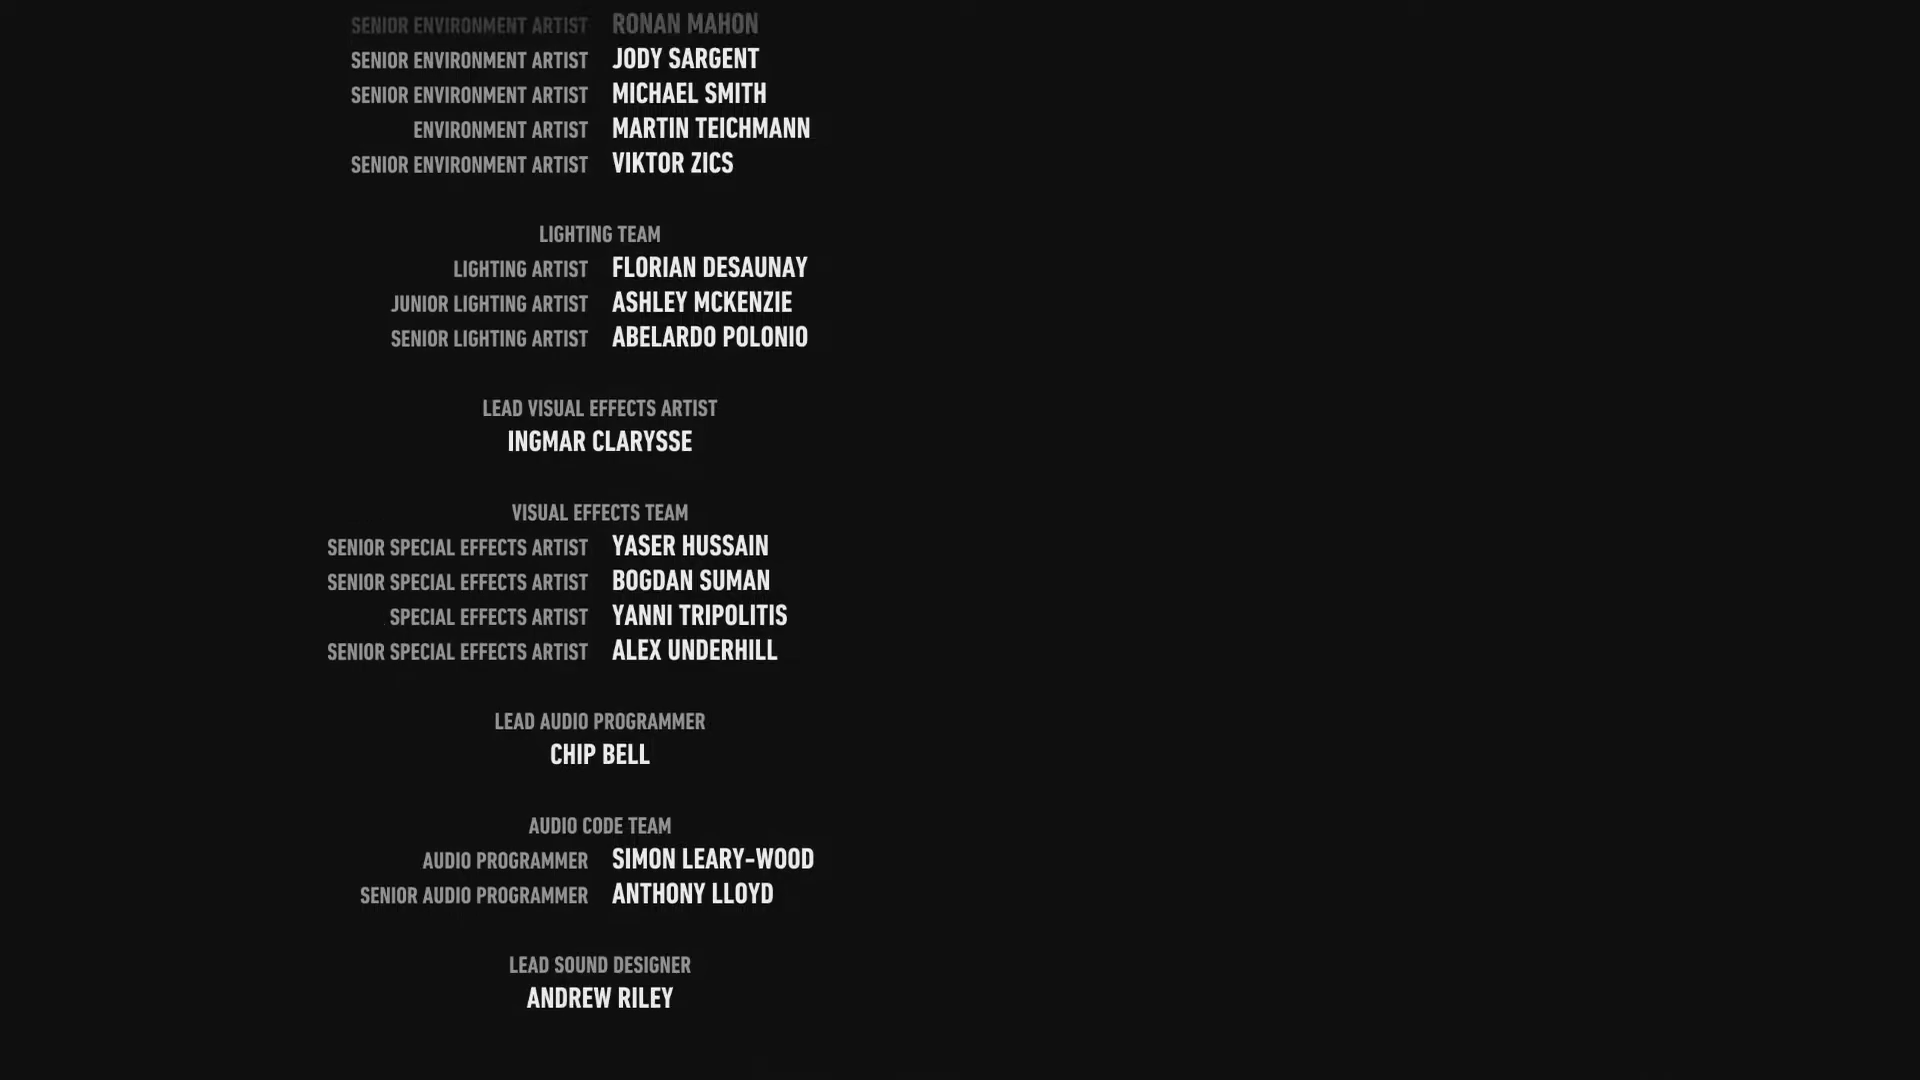 SENIOR ENVIRONMENT ARTIST RONAN MAHON
SENIOR ENVIRONMENT ARTIST JODY SARGENT
SENIOR ENVIRONMENT ARTIST MICHAEL SMITH
ENVIRONMENT ARTIST MARTIN TEICHMANN
SENIOR ENVIRONMENT ARTIST VIKTOR ZICS
LIGHTING TEAM
LIGHTING ARTIST FLORIAN DESAUNAY
JUNIOR LIGHTING ARTIST ASHLEY MCKENZIE
SENIOR LIGHTING ARTIST ABELARDO POLONIO
LEAD VISUAL EFFECTS ARTIST
INGMAR CLARYSSE
VISUAL EFFECTS TEAM
SENIOR SPECIAL EFFECTS ARTIST YASER HUSSAIN
SENIOR SPECIAL EFFECTS ARTIST BOGDAN SUMAN
SPECIAL EFFECTS ARTIST YANNI TRIPOLITIS
SENIOR SPECIAL EFFECTS ARTIST ALEX UNDERHILL
LEAD AUDIO PROGRAMMER
CHIP BELL
AUDIO CODE TEAM
AUDIO PROGRAMMER SIMON LEARY-WOOD
SENIOR AUDIO PROGRAMMER ANTHONY LLOYD
LEAD SOUND DESIGNER
ANDREW RILEY